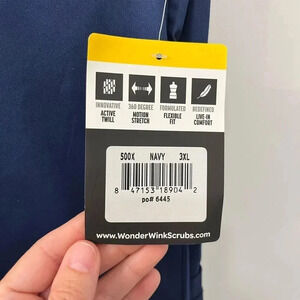 INNOVATIVE 360 DEGREE FORMULATED REDEFINED
ACTIVE MOTION FLEXIBLE LIVE-IN
TWILL STRETCH FIT COMFORT
500X NAVY 3XL
8 47153 18904 2
po# 6445
www.WonderWinkScrubs.com